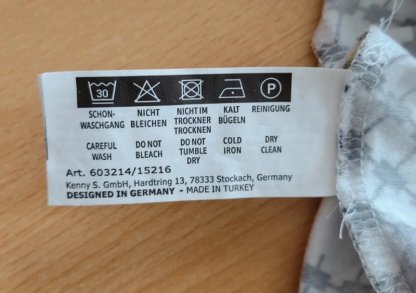 30 P
SCHON- NICHT NICHT IM KALT REINIGUNG
WASCHGANG BLEICHEN TROCKNER BÜGELN
TROCKNEN
CAREFUL DO NOT DO NOT COLD DRY
WASH BLEACH TUMBLE IRON CLEAN
DRY
Art. 603214/15216
Kenny S. GmbH, Hardtring 13, 78333 Stockach, Germany
DESIGNED IN GERMANY - MADE IN TURKEY